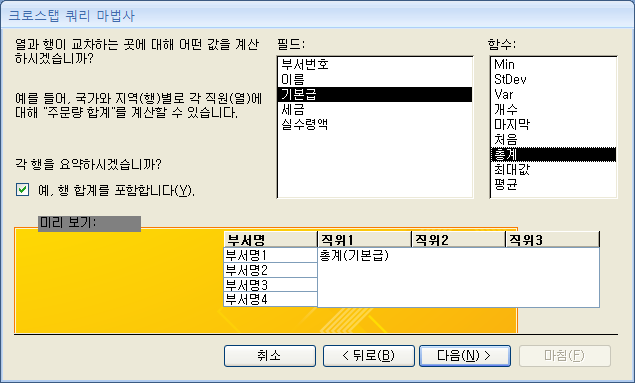 크로스탭 쿼리 마법사
열과 행이 교차하는 곳에 대해 어떤 값을 계산
하시겠습니까?
예를 들어, 국가와 지역(행)별로 각 직원(열)에
대해 "주문량 합계"를 계산할 수 있습니다.
각 행을 요약하시겠습니까?
예, 행 합계를 포함합니다(Y).
필드:
부서번호
이름
기본급
세금
실수령액
함수:
Min
StDev
Var
개수
마지막
처음
총계
최대값
평균
미리 보기:
부서명 직위1 직위2 직위3
부서명1 총계(기본급)
부서명2
부서명3
부서명4
취소 < 뒤로(B) 다음(N) > 마침(F)